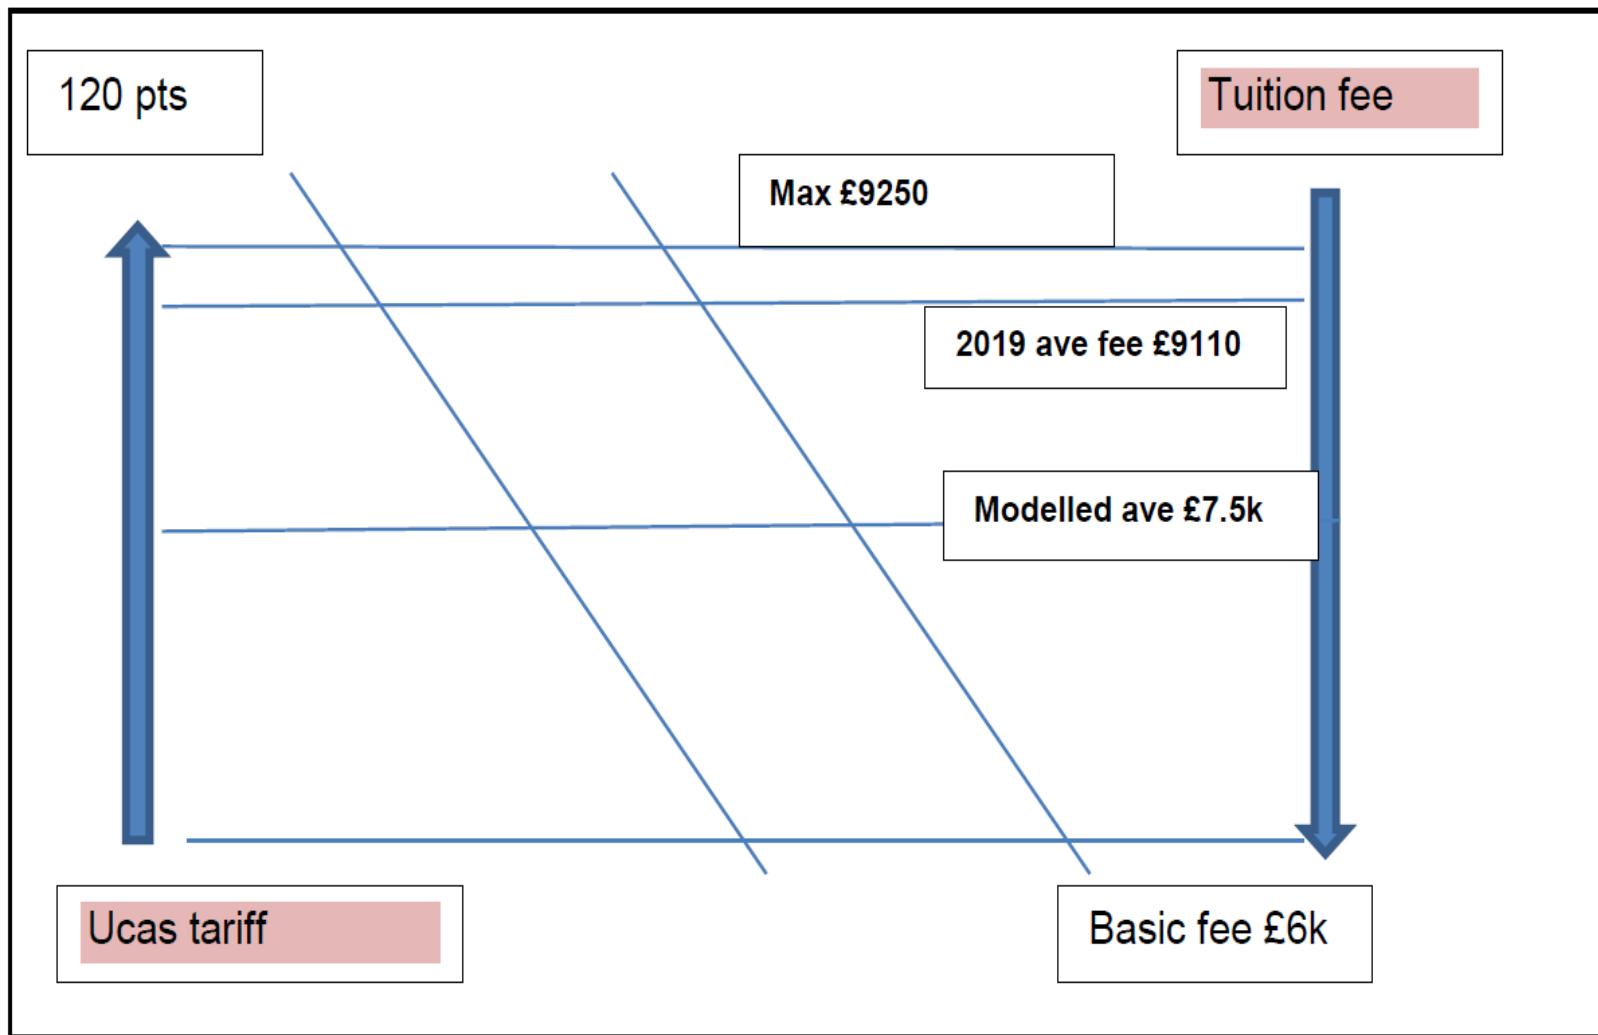 120 pts
Tuition fee
Max £9250
2019 ave fee £9110
Modelled ave £7.5k
Ucas tariff
Basic fee £6k